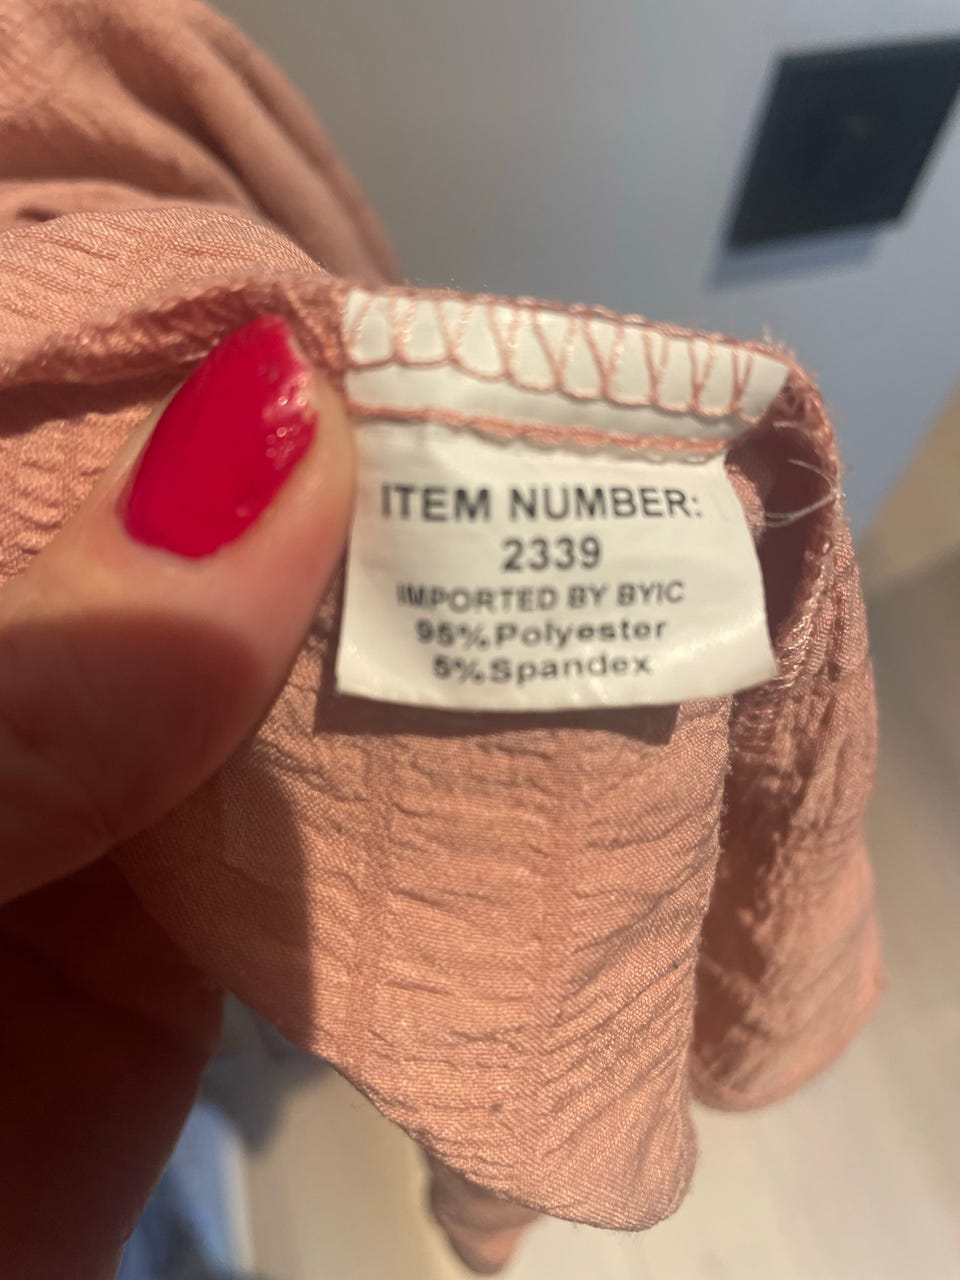 ITEM NUMBER:
2339
IMPORTED BY BYIC
95%Polyester
5%Spandex